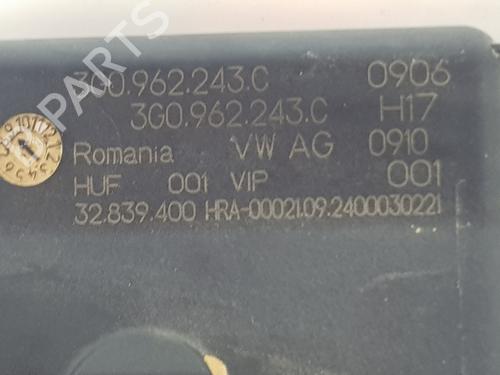 3G0.962.243.C 0906
3G0.962.243.C H17
Romania VW AG 0910
HUF 001 VIP 001
32.839.400 HRA-00021.09.2400030221
PARTS